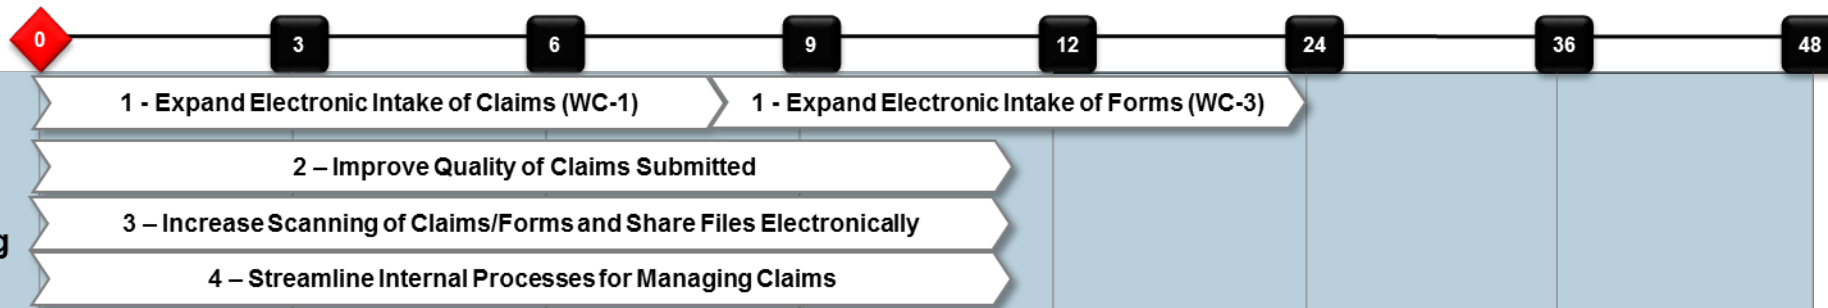 0 3 6 9 12 24 36 48
1 - Expand Electronic Intake of Claims (WC-1) 1 - Expand Electronic Intake of Forms (WC-3)
2 – Improve Quality of Claims Submitted
3 – Increase Scanning of Claims/Forms and Share Files Electronically
4 – Streamline Internal Processes for Managing Claims